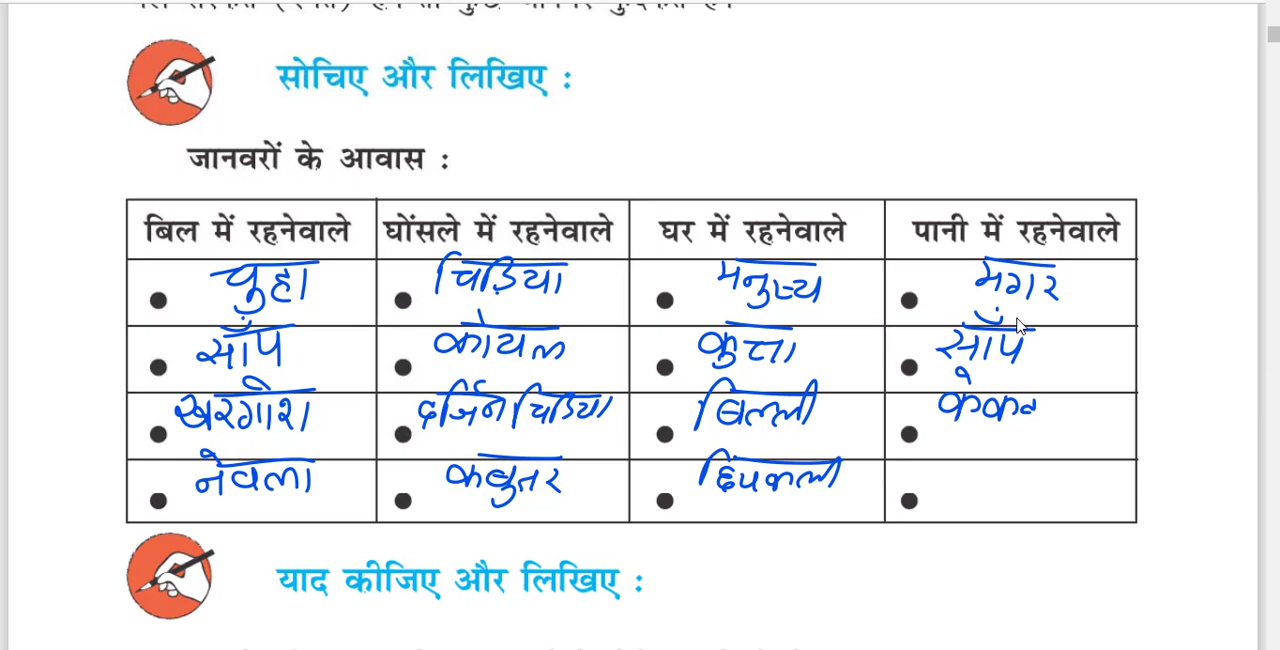 सोचिए और लिखिए :
जानवरों के आवास :
बिल में रहनेवाले घोंसले में रहनेवाले घर में रहनेवाले पानी में रहनेवाले
• चुहा • चिड़िया • मनुष्य • मगर
• साँप • कोयल • कुत्ता • साँप
• खरगोश • दर्जिन चिडिया • बिल्ली • केक
• नेवला • कबुतर • छिपकली •
याद कीजिए और लिखिए :